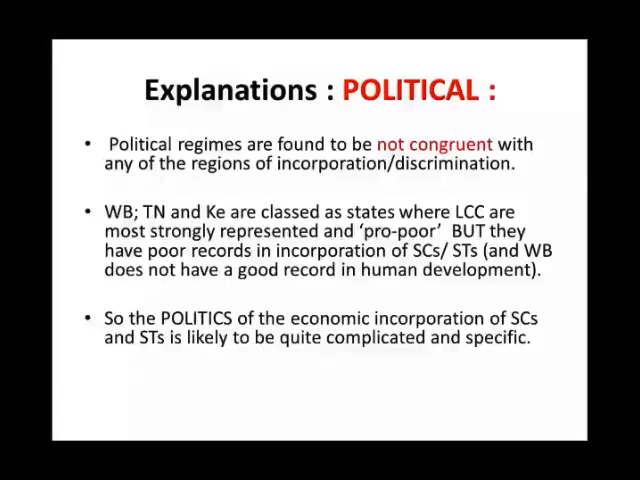 Explanations : POLITICAL :
• Political regimes are found to be not congruent with
any of the regions of incorporation/discrimination.
• WB; TN and Ke are classed as states where LCC are
most strongly represented and ‘pro-poor’ BUT they
have poor records in incorporation of SCs/ STs (and WB
does not have a good record in human development).
• So the POLITICS of the economic incorporation of SCs
and STs is likely to be quite complicated and specific.